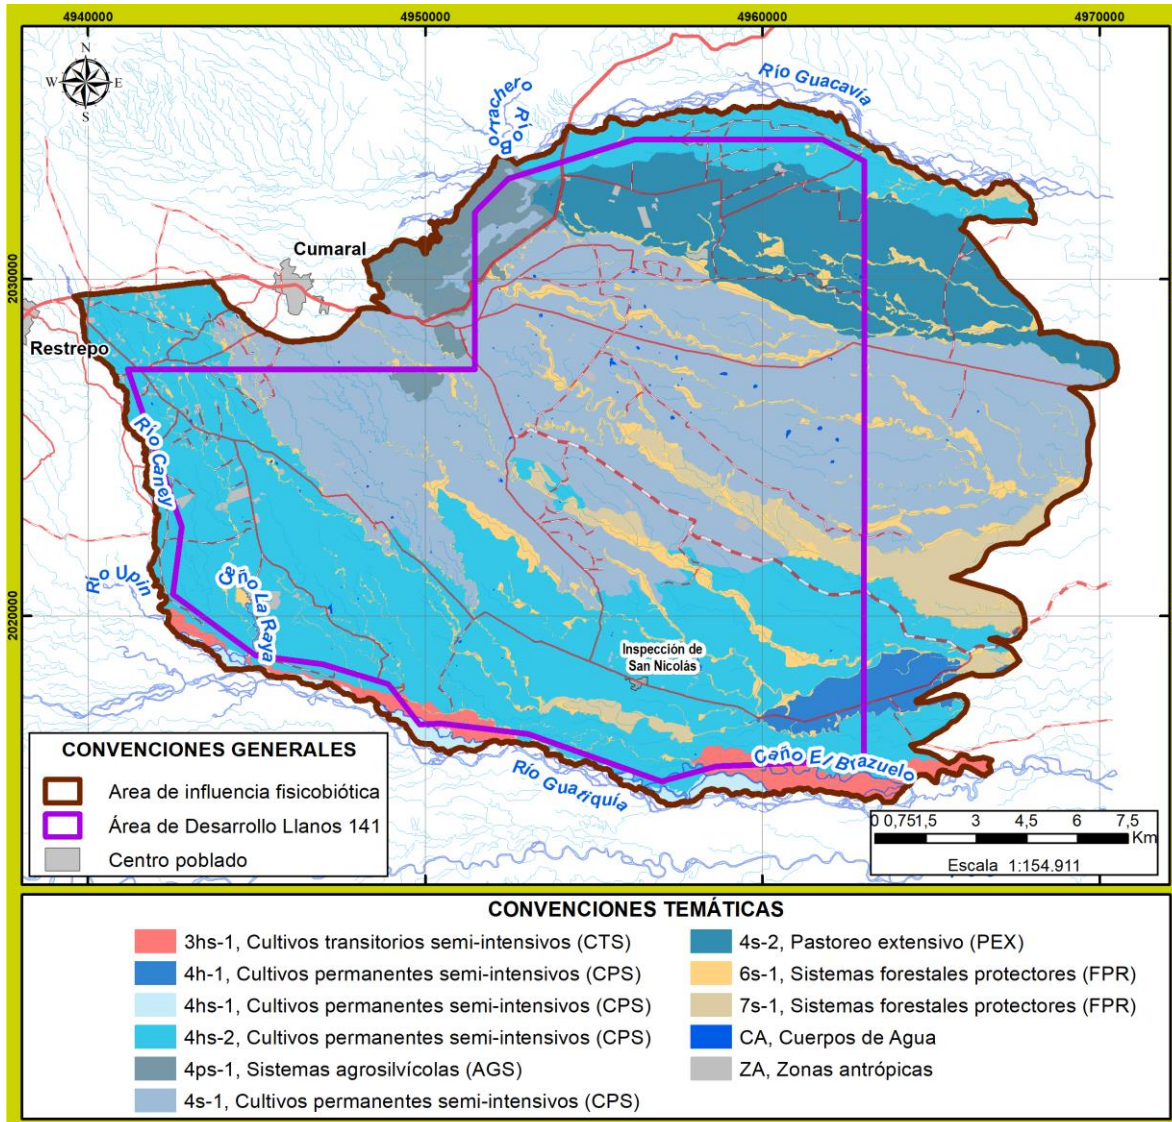 4940000
4950000
4960000
4970000
N
W
E
S
Río Borrachero
Río Guacavía
2030000
Cumaral
Restrepo
Río Caney
Río Upin
Caño La Raya
2020000
Inspección de
San Nicolás
Caño El Brazuelo
Río Guariquía
CONVENCIONES GENERALES
Area de influencia fisicobiótica
Área de Desarrollo Llanos 141
Centro poblado
0 0,751,5 3 4,5 6 7,5
Km
Escala 1:154.911
CONVENCIONES TEMÁTICAS
3hs-1, Cultivos transitorios semi-intensivos (CTS)
4h-1, Cultivos permanentes semi-intensivos (CPS)
4hs-1, Cultivos permanentes semi-intensivos (CPS)
4hs-2, Cultivos permanentes semi-intensivos (CPS)
4ps-1, Sistemas agrosilvícolas (AGS)
4s-1, Cultivos permanentes semi-intensivos (CPS)
4s-2, Pastoreo extensivo (PEX)
6s-1, Sistemas forestales protectores (FPR)
7s-1, Sistemas forestales protectores (FPR)
CA, Cuerpos de Agua
ZA, Zonas antrópicas